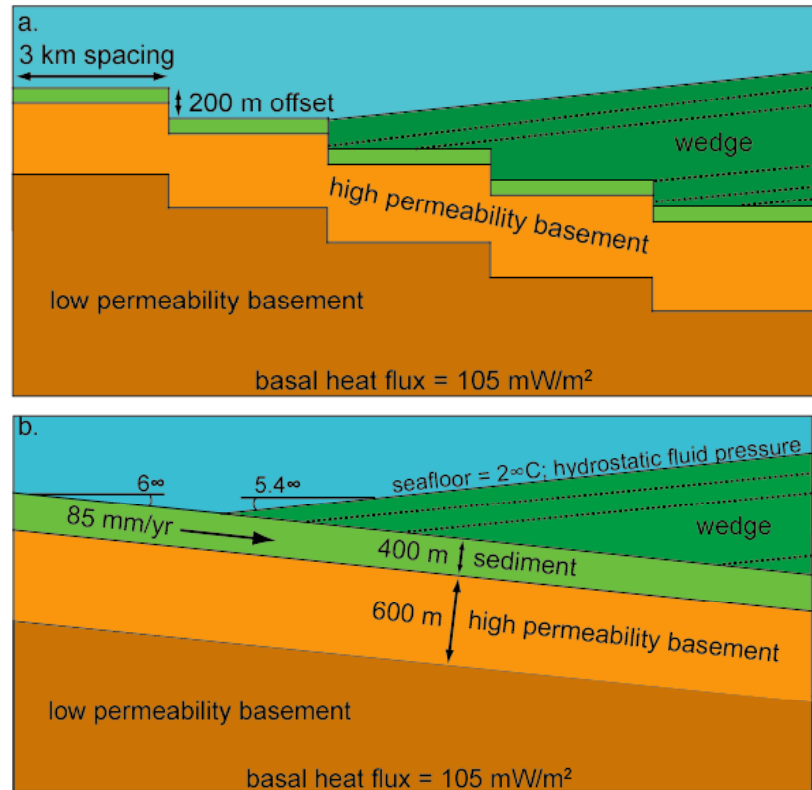 a.
3 km spacing
200 m offset
wedge
high permeability basement
low permeability basement
basal heat flux = 105 mW/m²
b.
6∞
5.4∞
seafloor = 2∞C; hydrostatic fluid pressure
85 mm/yr
wedge
400 m sediment
600 m high permeability basement
low permeability basement
basal heat flux = 105 mW/m²